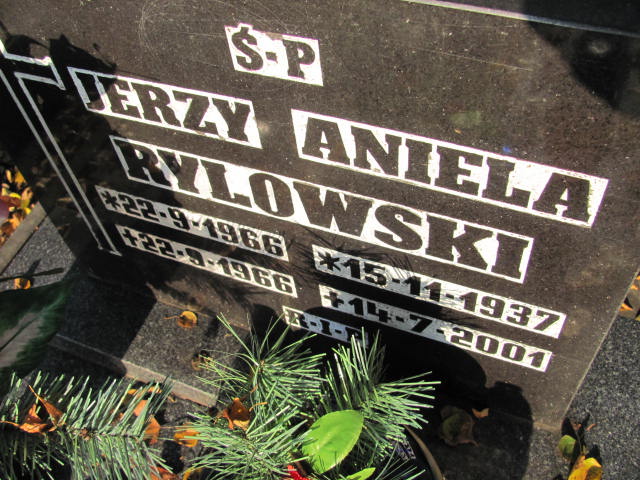 Ś-P
JERZY ANIELA
RYLOWSKI
*22-9-1966 *15-11-1937
+22-9-1966 +14-7-2001